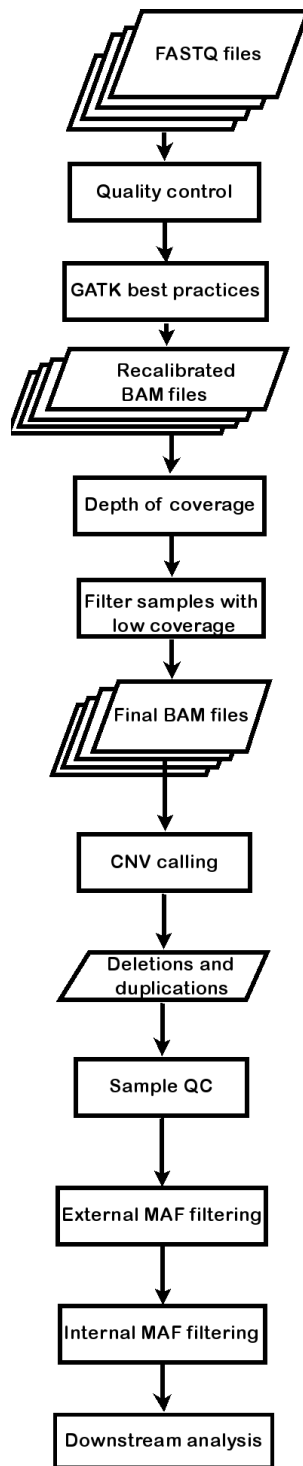 FASTQ files
Quality control
GATK best practices
Recalibrated
BAM files
Depth of coverage
Filter samples with
low coverage
Final BAM files
CNV calling
Deletions and
duplications
Sample QC
External MAF filtering
Internal MAF filtering
Downstream analysis